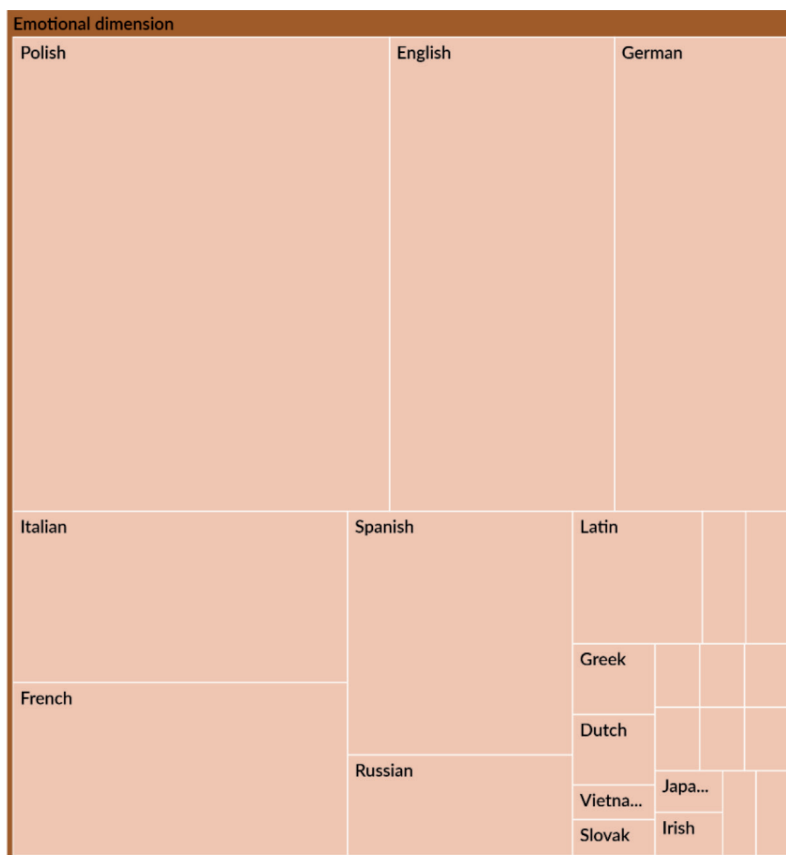 Emotional dimension
Polish
English
German
Italian
Spanish
Latin
Greek
French
Dutch
Russian
Japa...
Vietna...
Irish
Slovak